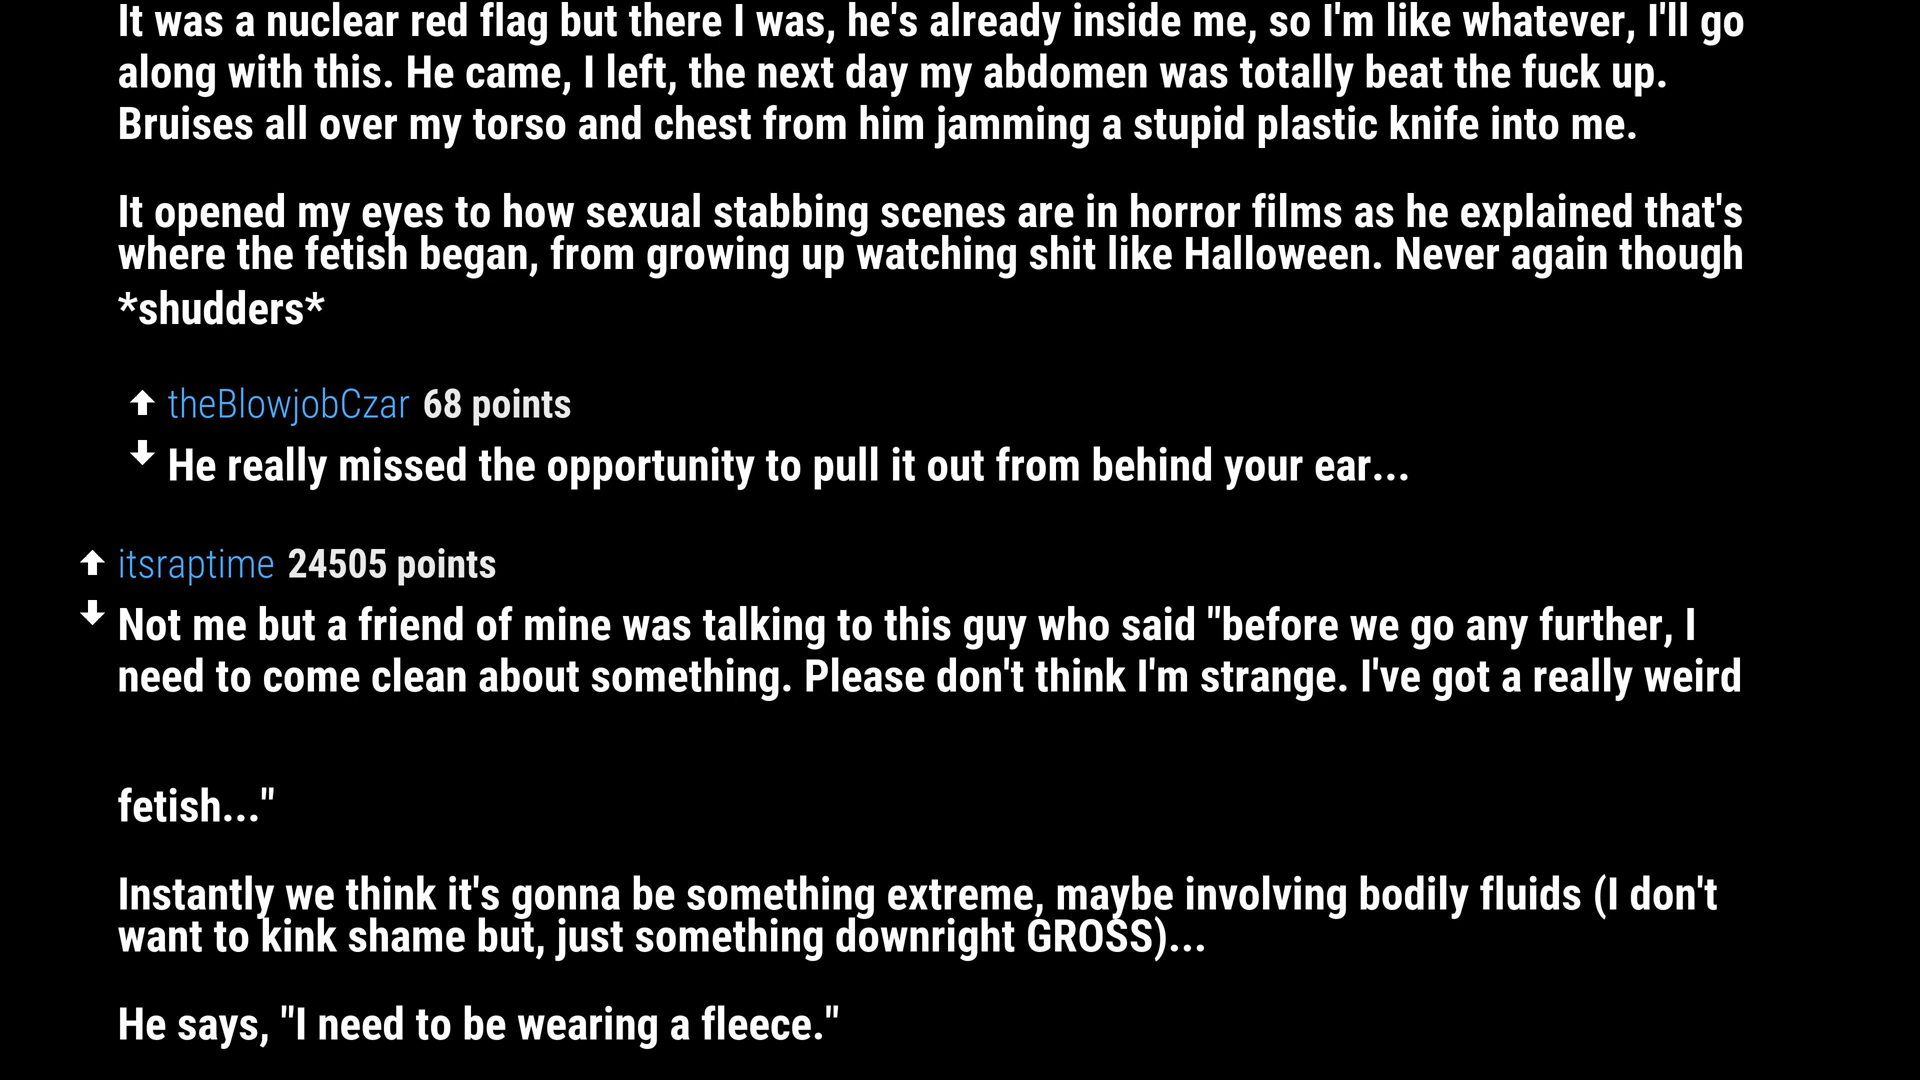 It was a nuclear red flag but there I was, he's already inside me, so I'm like whatever, I'll go
along with this. He came, I left, the next day my abdomen was totally beat the fuck up.
Bruises all over my torso and chest from him jamming a stupid plastic knife into me.
It opened my eyes to how sexual stabbing scenes are in horror films as he explained that's
where the fetish began, from growing up watching shit like Halloween. Never again though
*shudders*
theBlowjobCzar 68 points
He really missed the opportunity to pull it out from behind your ear...
itsraptime 24505 points
Not me but a friend of mine was talking to this guy who said "before we go any further, I
need to come clean about something. Please don't think I'm strange. I've got a really weird
fetish..."
Instantly we think it's gonna be something extreme, maybe involving bodily fluids (I don't
want to kink shame but, just something downright GROSS)...
He says, "I need to be wearing a fleece."